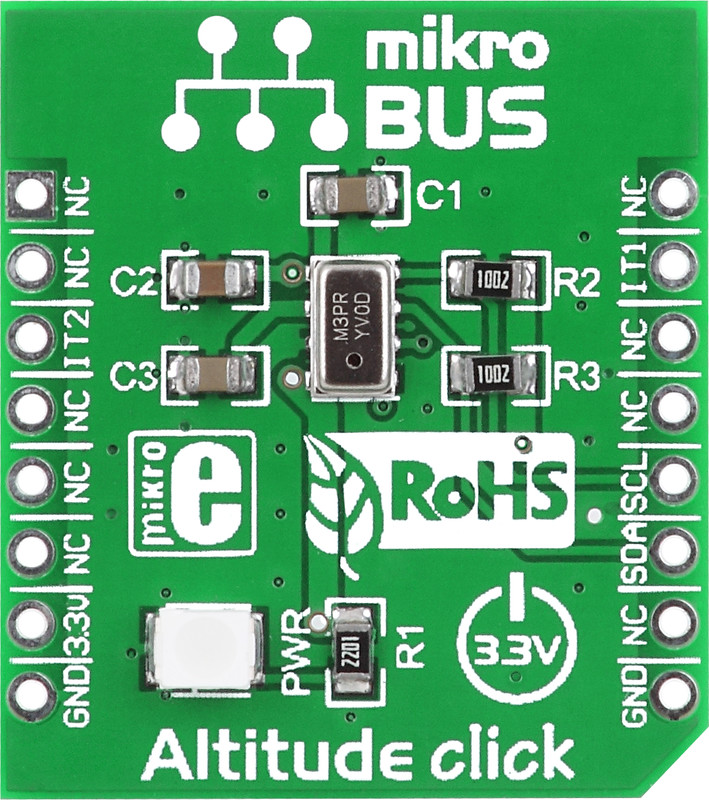 mikro
BUS
NC
C1
NC
NC
C2
R2
IT1
IT2
.M3PR
YV0D
1002
NC
C3
1002
R3
NC
NC
NC
mikro
e
RoHS
SCL
NC
SDA
3.3V
PWR
2201
R1
3.3V
NC
GND
GND
Altitude click